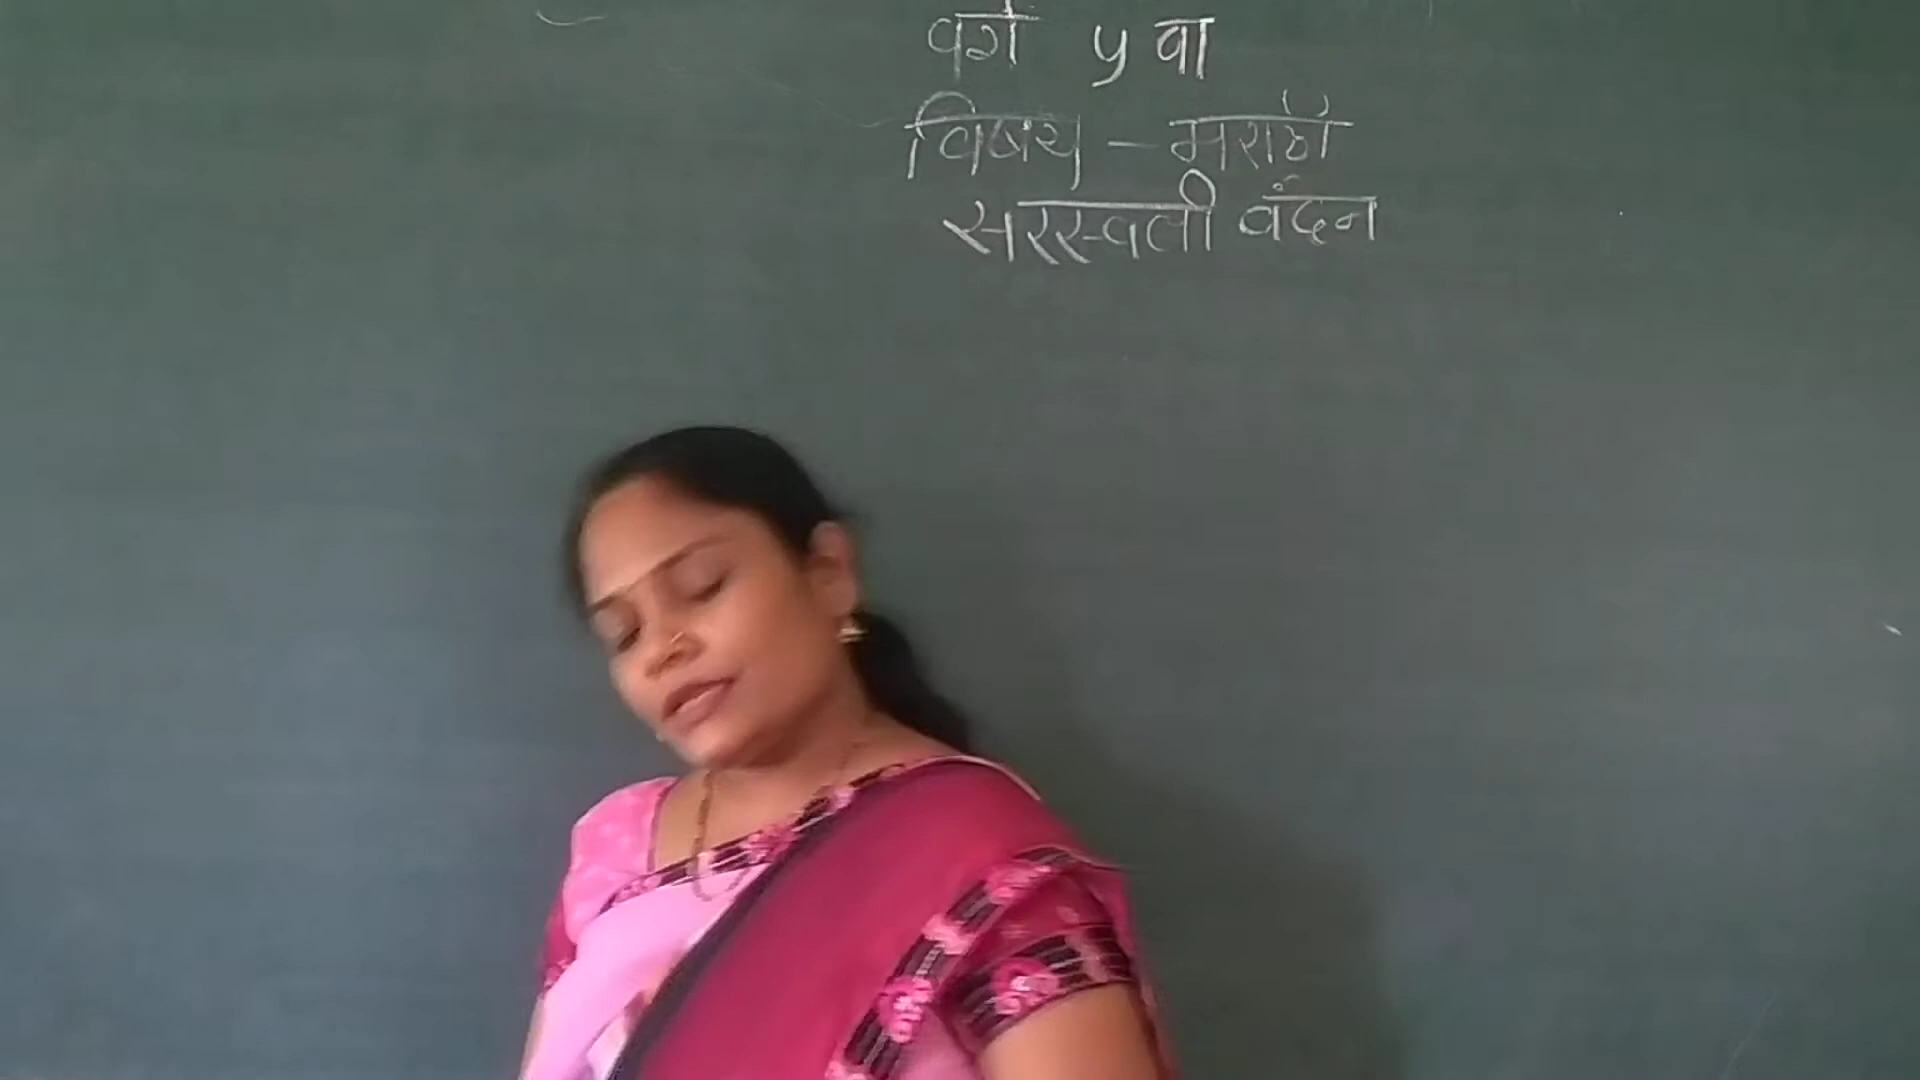 वर्ग ५ वा
विषय - मराठी
सरस्वती वंदन